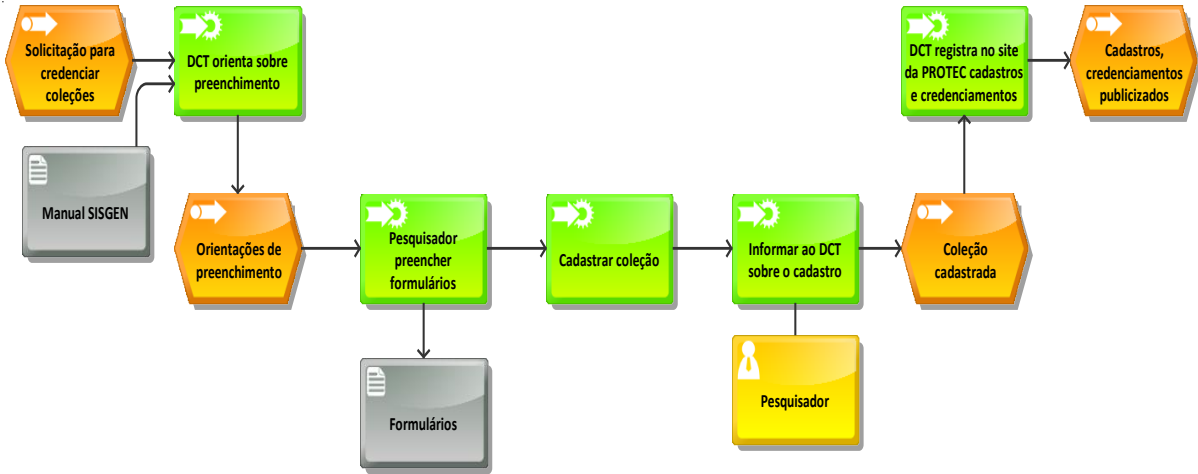 Solicitação para
credenciar
coleções
DCT orienta sobre
preenchimento
DCT registra no site
da PROTEC cadastros
e credenciamentos
Cadastros,
credenciamentos
publicizados
Manual SISGEN
Orientações de
preenchimento
Pesquisador
preencher
formulários
Cadastrar coleção
Informar ao DCT
sobre o cadastro
Coleção
cadastrada
Formulários
Pesquisador